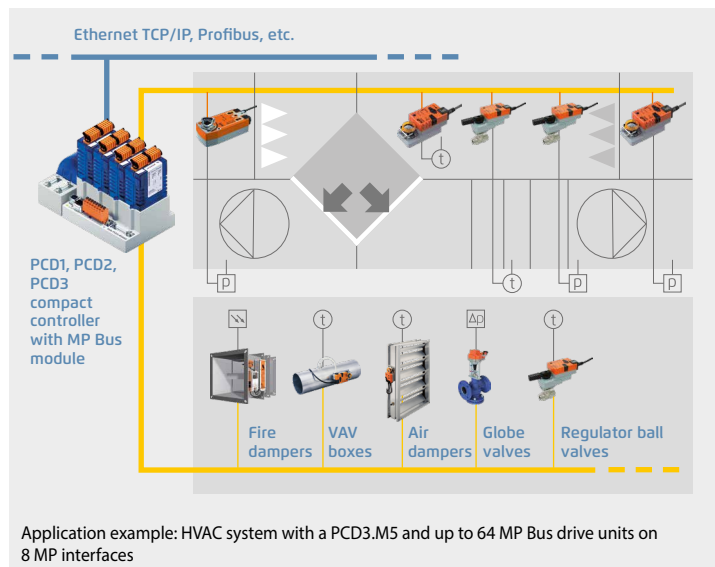 Ethernet TCP/IP, Profibus, etc.
t
PCD1, PCD2,
PCD3
compact
controller
with MP Bus
module
p
t
p
p
t
t
Δp
t
Fire
dampers
VAV
boxes
Air
dampers
Globe
valves
Regulator ball
valves
Application example: HVAC system with a PCD3.M5 and up to 64 MP Bus drive units on
8 MP interfaces